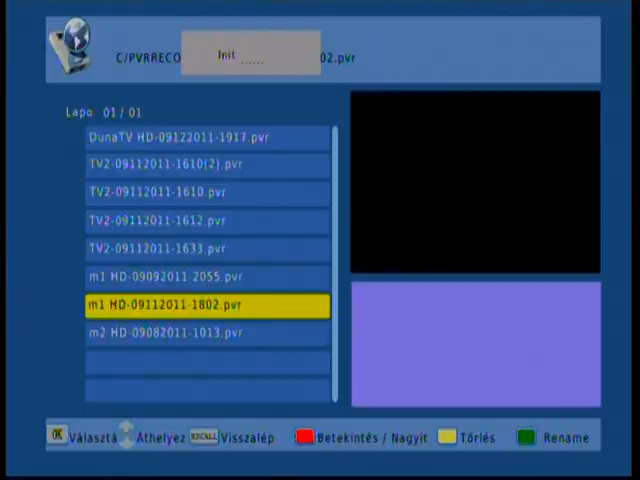 C/PVRRECO
Init ......
02.pvr
Lapo 01/01
DunaTV HD-09122011-1917.pvr
TV2-09112011-1610(2).pvr
TV2-09112011-1610.pvr
TV2-09112011-1612.pvr
TV2-09112011-1633.pvr
m1 HD-09092011-2055.pvr
m1 HD-09112011-1802.pvr
m2 HD-09082011-1013.pvr
OK Választá Áthelyez RECALL Visszalép Betekintés / Nagyit Törlés Rename